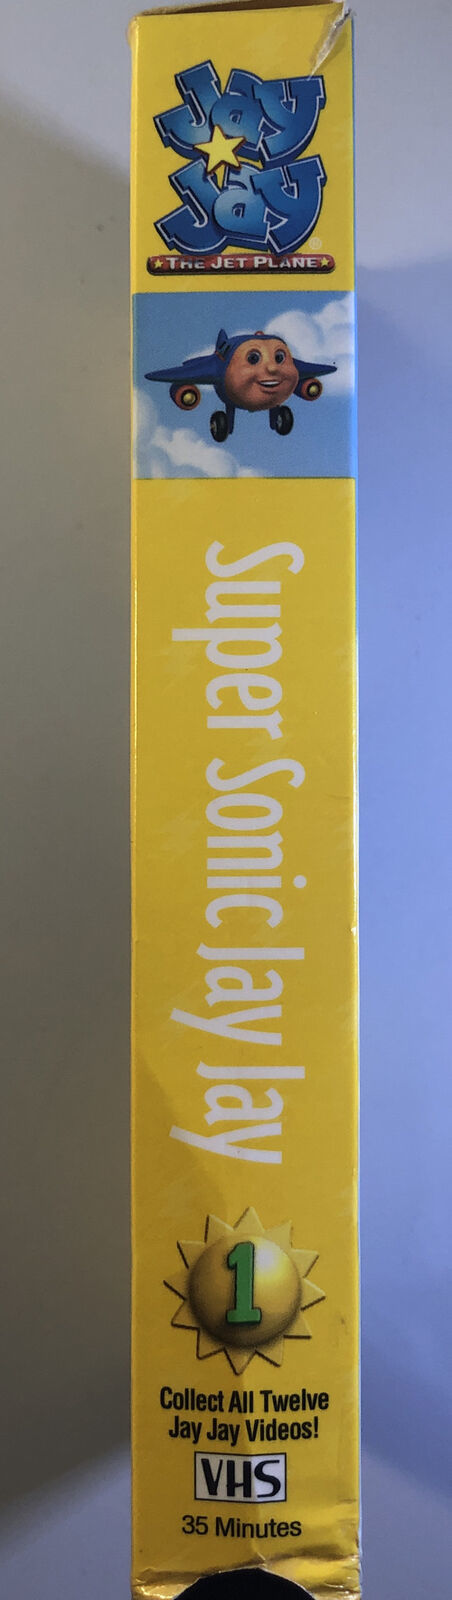 Jay
Jay
®
THE JET PLANE
Super Sonic Jay Jay
1
Collect All Twelve
Jay Jay Videos!
VHS
35 Minutes